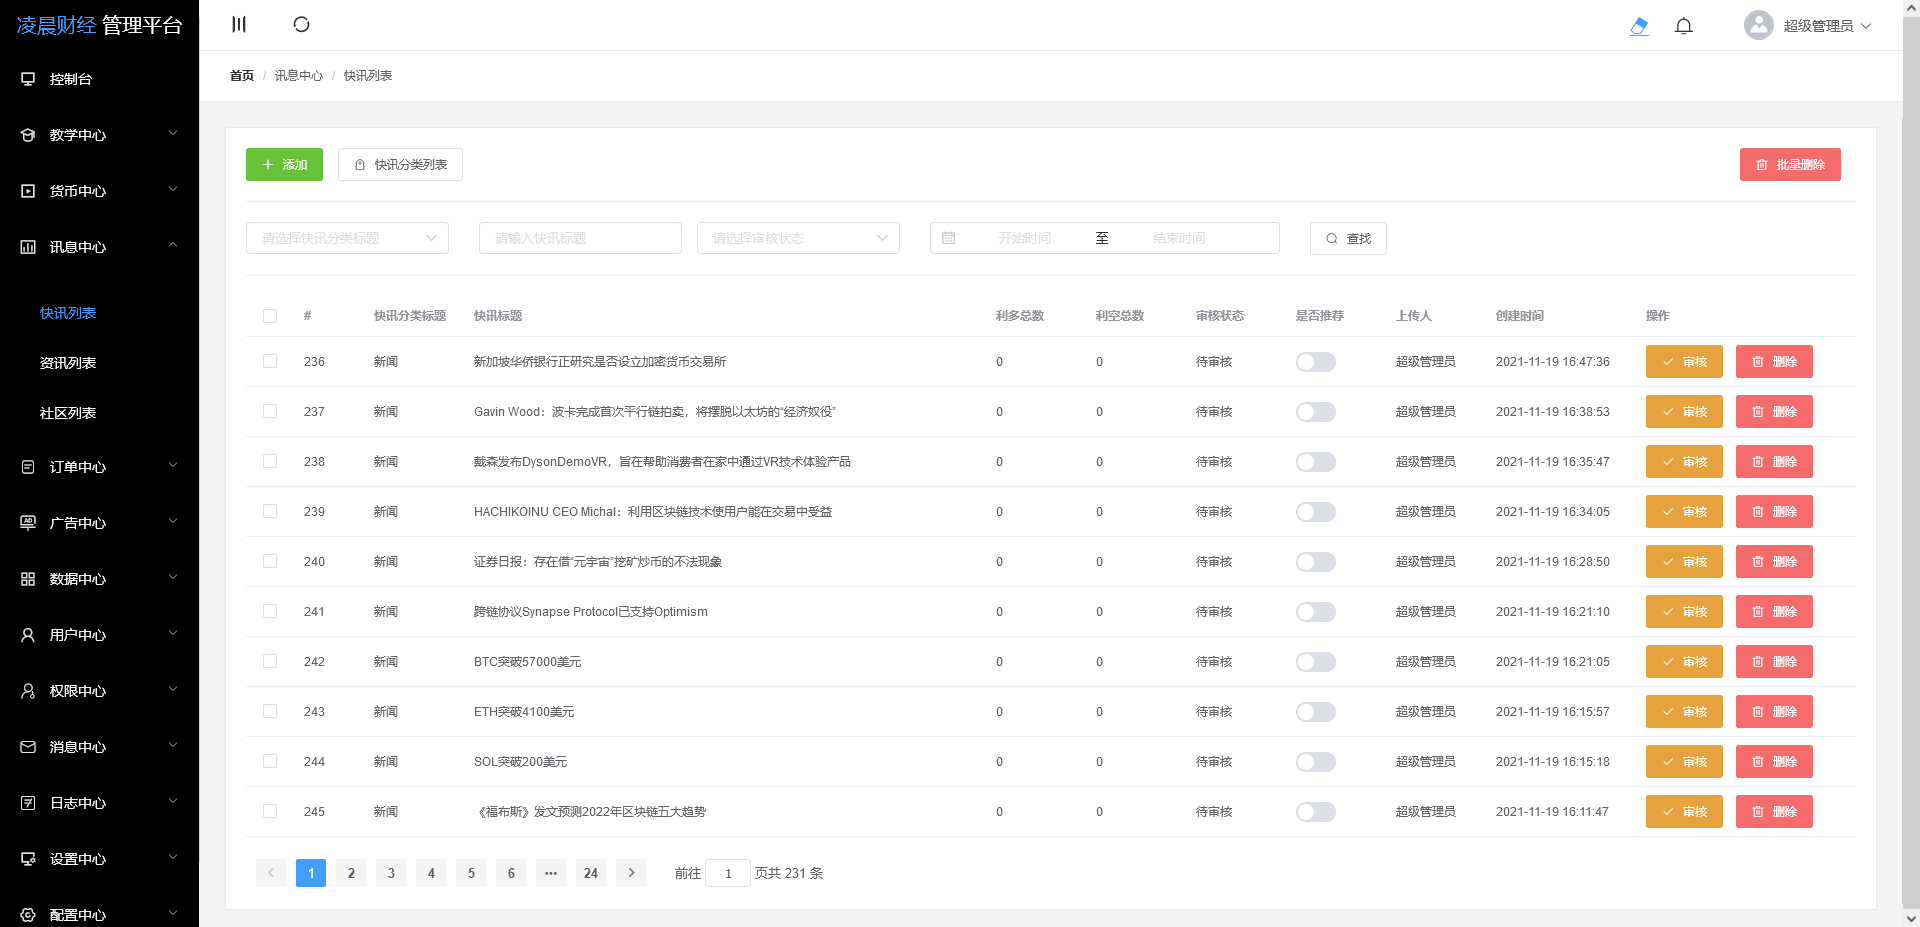 凌晨财经 管理平台
控制台
教学中心
货币中心
讯息中心
快讯列表
资讯列表
社区列表
订单中心
广告中心
数据中心
用户中心
权限中心
消息中心
日志中心
设置中心
配置中心
超级管理员
首页 / 讯息中心 / 快讯列表
添加 快讯分类列表 批量删除
请选择快讯分类标题 请输入快讯标题 请选择审核状态 开始时间 至 结束时间 查找
# 快讯分类标题 快讯标题 利多总数 利空总数 审核状态 是否推荐 上传人 创建时间 操作
236 新闻 新加坡华侨银行正研究是否设立加密货币交易所 0 0 待审核 超级管理员 2021-11-19 16:47:36 审核 删除
237 新闻 Gavin Wood：波卡完成首次平行链拍卖，将摆脱以太坊的“经济奴役” 0 0 待审核 超级管理员 2021-11-19 16:38:53 审核 删除
238 新闻 戴森发布DysonDemoVR，旨在帮助消费者在家中通过VR技术体验产品 0 0 待审核 超级管理员 2021-11-19 16:35:47 审核 删除
239 新闻 HACHIKOINU CEO Michal：利用区块链技术使用户能在交易中受益 0 0 待审核 超级管理员 2021-11-19 16:34:05 审核 删除
240 新闻 证券日报：存在借“元宇宙”挖矿炒币的不法现象 0 0 待审核 超级管理员 2021-11-19 16:28:50 审核 删除
241 新闻 跨链协议Synapse Protocol已支持Optimism 0 0 待审核 超级管理员 2021-11-19 16:21:10 审核 删除
242 新闻 BTC突破57000美元 0 0 待审核 超级管理员 2021-11-19 16:21:05 审核 删除
243 新闻 ETH突破4100美元 0 0 待审核 超级管理员 2021-11-19 16:15:57 审核 删除
244 新闻 SOL突破200美元 0 0 待审核 超级管理员 2021-11-19 16:15:18 审核 删除
245 新闻 《福布斯》发文预测2022年区块链五大趋势 0 0 待审核 超级管理员 2021-11-19 16:11:47 审核 删除
1 2 3 4 5 6 ••• 24 前往 1 页共 231 条